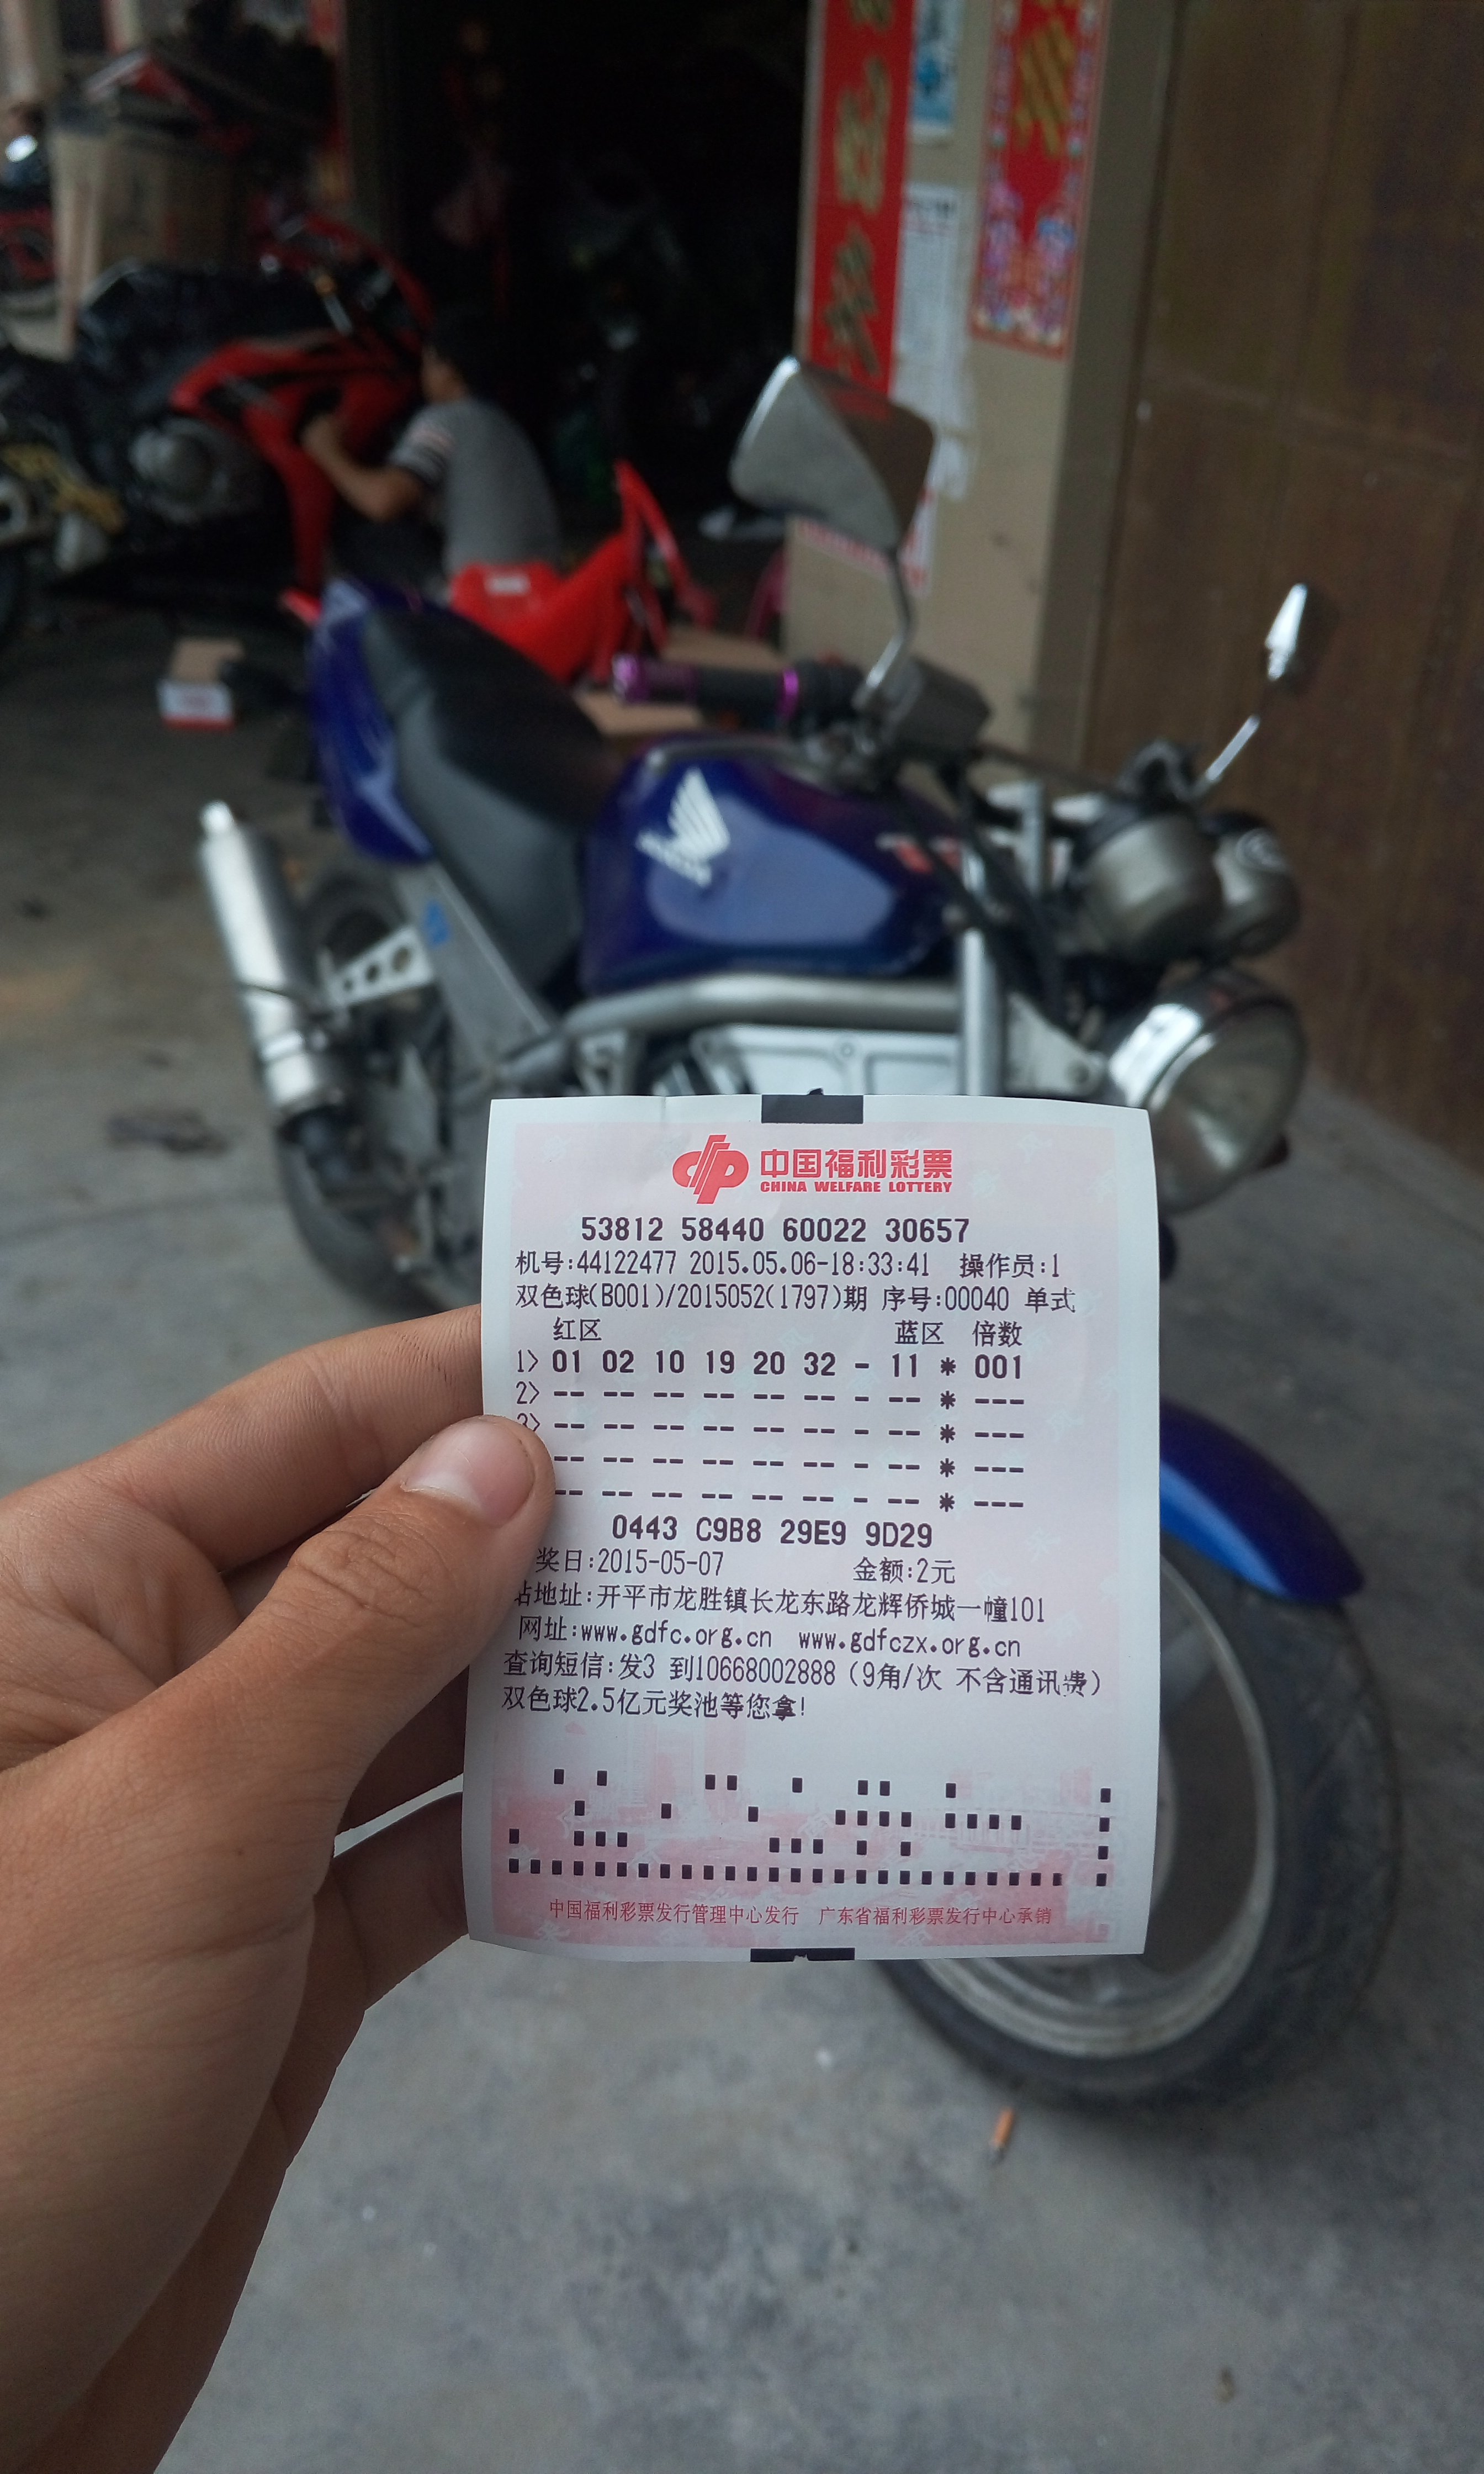 中国福利彩票
CHINA WELFARE LOTTERY
53812 58440 60022 30657
机号:44122477 2015.05.06-18:33:41 操作员:1
双色球(B001)/2015052(1797)期 序号:00040 单式
红区 蓝区 倍数
1> 01 02 10 19 20 32 - 11 * 001
2> -- -- -- -- -- -- - -- * ---
3> -- -- -- -- -- -- - -- * ---
-- -- -- -- -- -- - -- * ---
-- -- -- -- -- -- - -- * ---
0443 C9B8 29E9 9D29
奖日:2015-05-07 金额:2元
站地址:开平市龙胜镇长龙东路龙辉侨城一幢101
网址:www.gdfc.org.cn www.gdfczx.org.cn
查询短信:发3 到10668002888(9角/次 不含通讯费)
双色球2.5亿元奖池等您拿!
中国福利彩票发行管理中心发行 广东省福利彩票发行中心承销